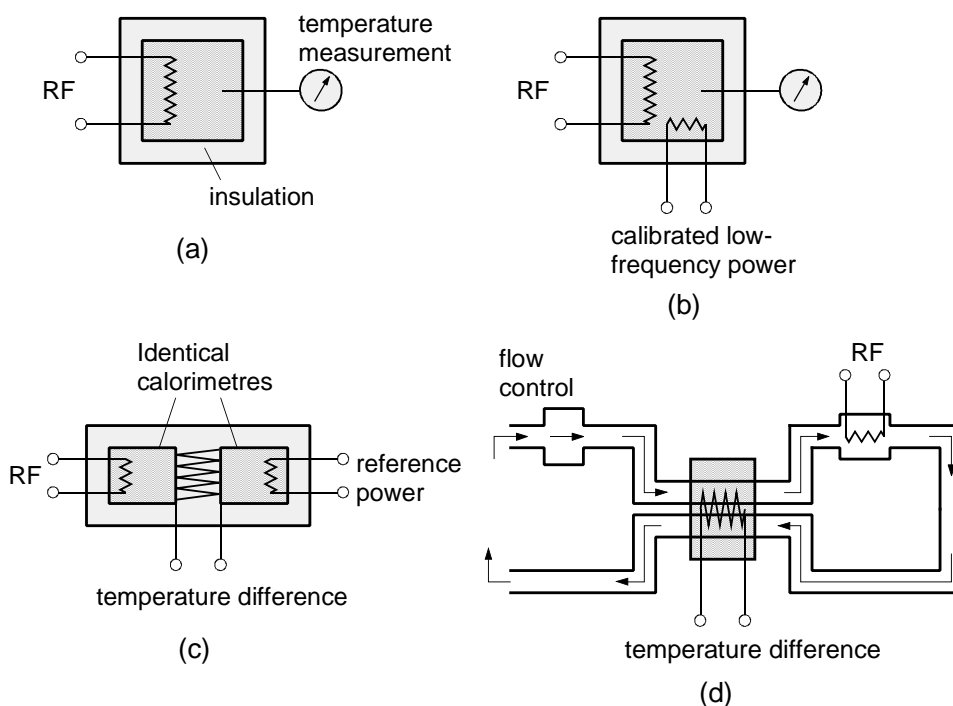 temperature
measurement
RF
insulation
(a)
RF
calibrated low-
frequency power
(b)
Identical
calorimetres
RF
reference
power
temperature difference
(c)
flow
control
RF
temperature difference
(d)